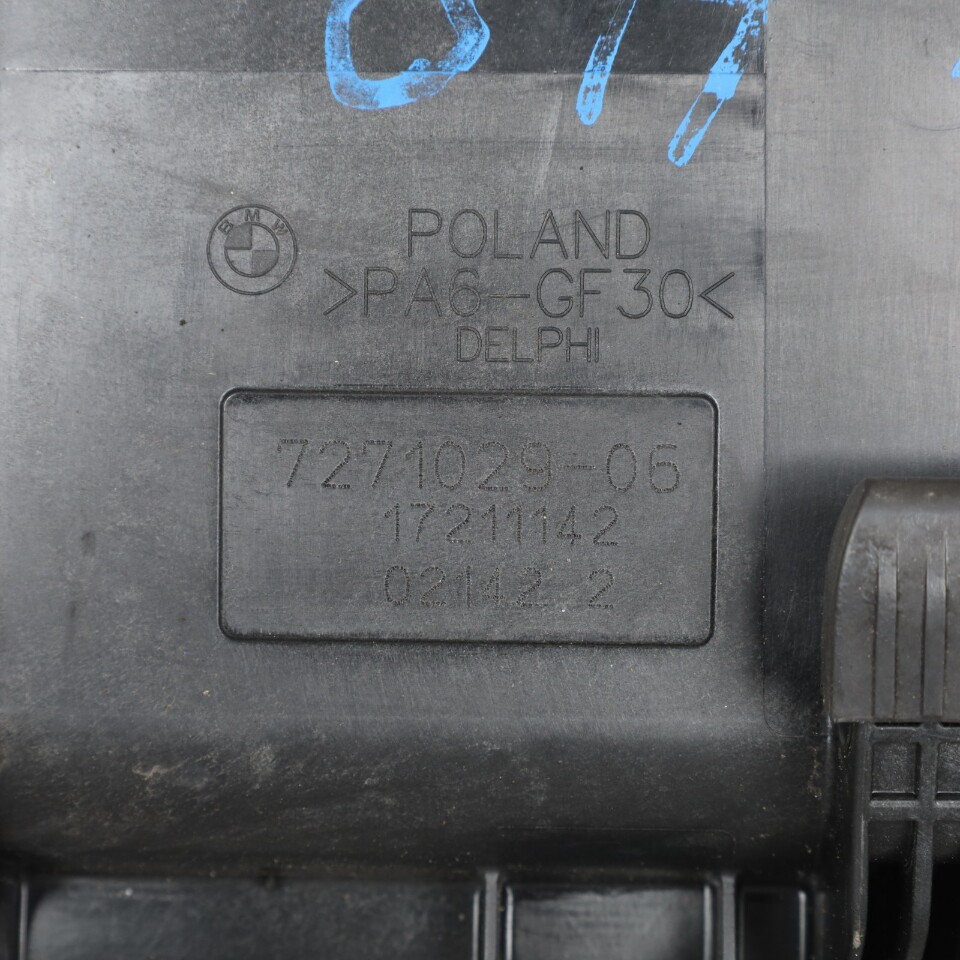 BMW
POLAND
>PA6-GF30<
DELPHI
7271029-06
17211142
02142 2